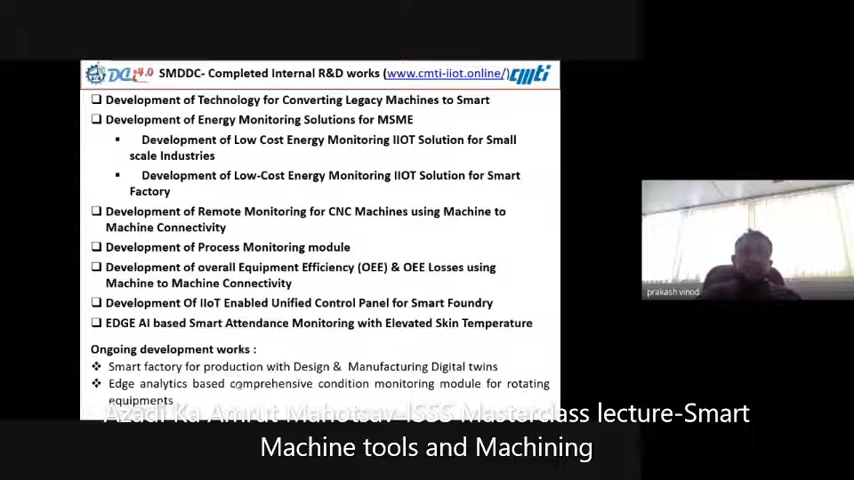 SMDDC- Completed Internal R&D works (www.cmti-iiot.online/) cmti
Development of Technology for Converting Legacy Machines to Smart
Development of Energy Monitoring Solutions for MSME
Development of Low Cost Energy Monitoring IIOT Solution for Small
scale Industries
Development of Low-Cost Energy Monitoring IIOT Solution for Smart
Factory
Development of Remote Monitoring for CNC Machines using Machine to
Machine Connectivity
Development of Process Monitoring module
Development of overall Equipment Efficiency (OEE) & OEE Losses using
Machine to Machine Connectivity
Development Of IIoT Enabled Unified Control Panel for Smart Foundry
EDGE AI based Smart Attendance Monitoring with Elevated Skin Temperature
Ongoing development works :
Smart factory for production with Design & Manufacturing Digital twins
Edge analytics based comprehensive condition monitoring module for rotating
equipments
prakash vinod
Azadi Ka Amrut Mahotsav-ISSS Masterclass lecture-Smart
Machine tools and Machining